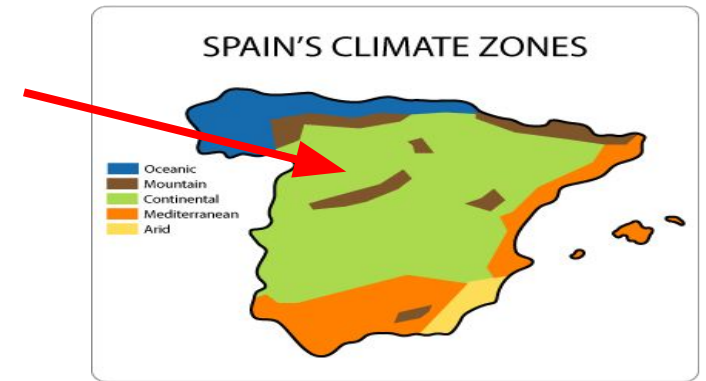 SPAIN'S CLIMATE ZONES
Oceanic
Mountain
Continental
Mediterranean
Arid